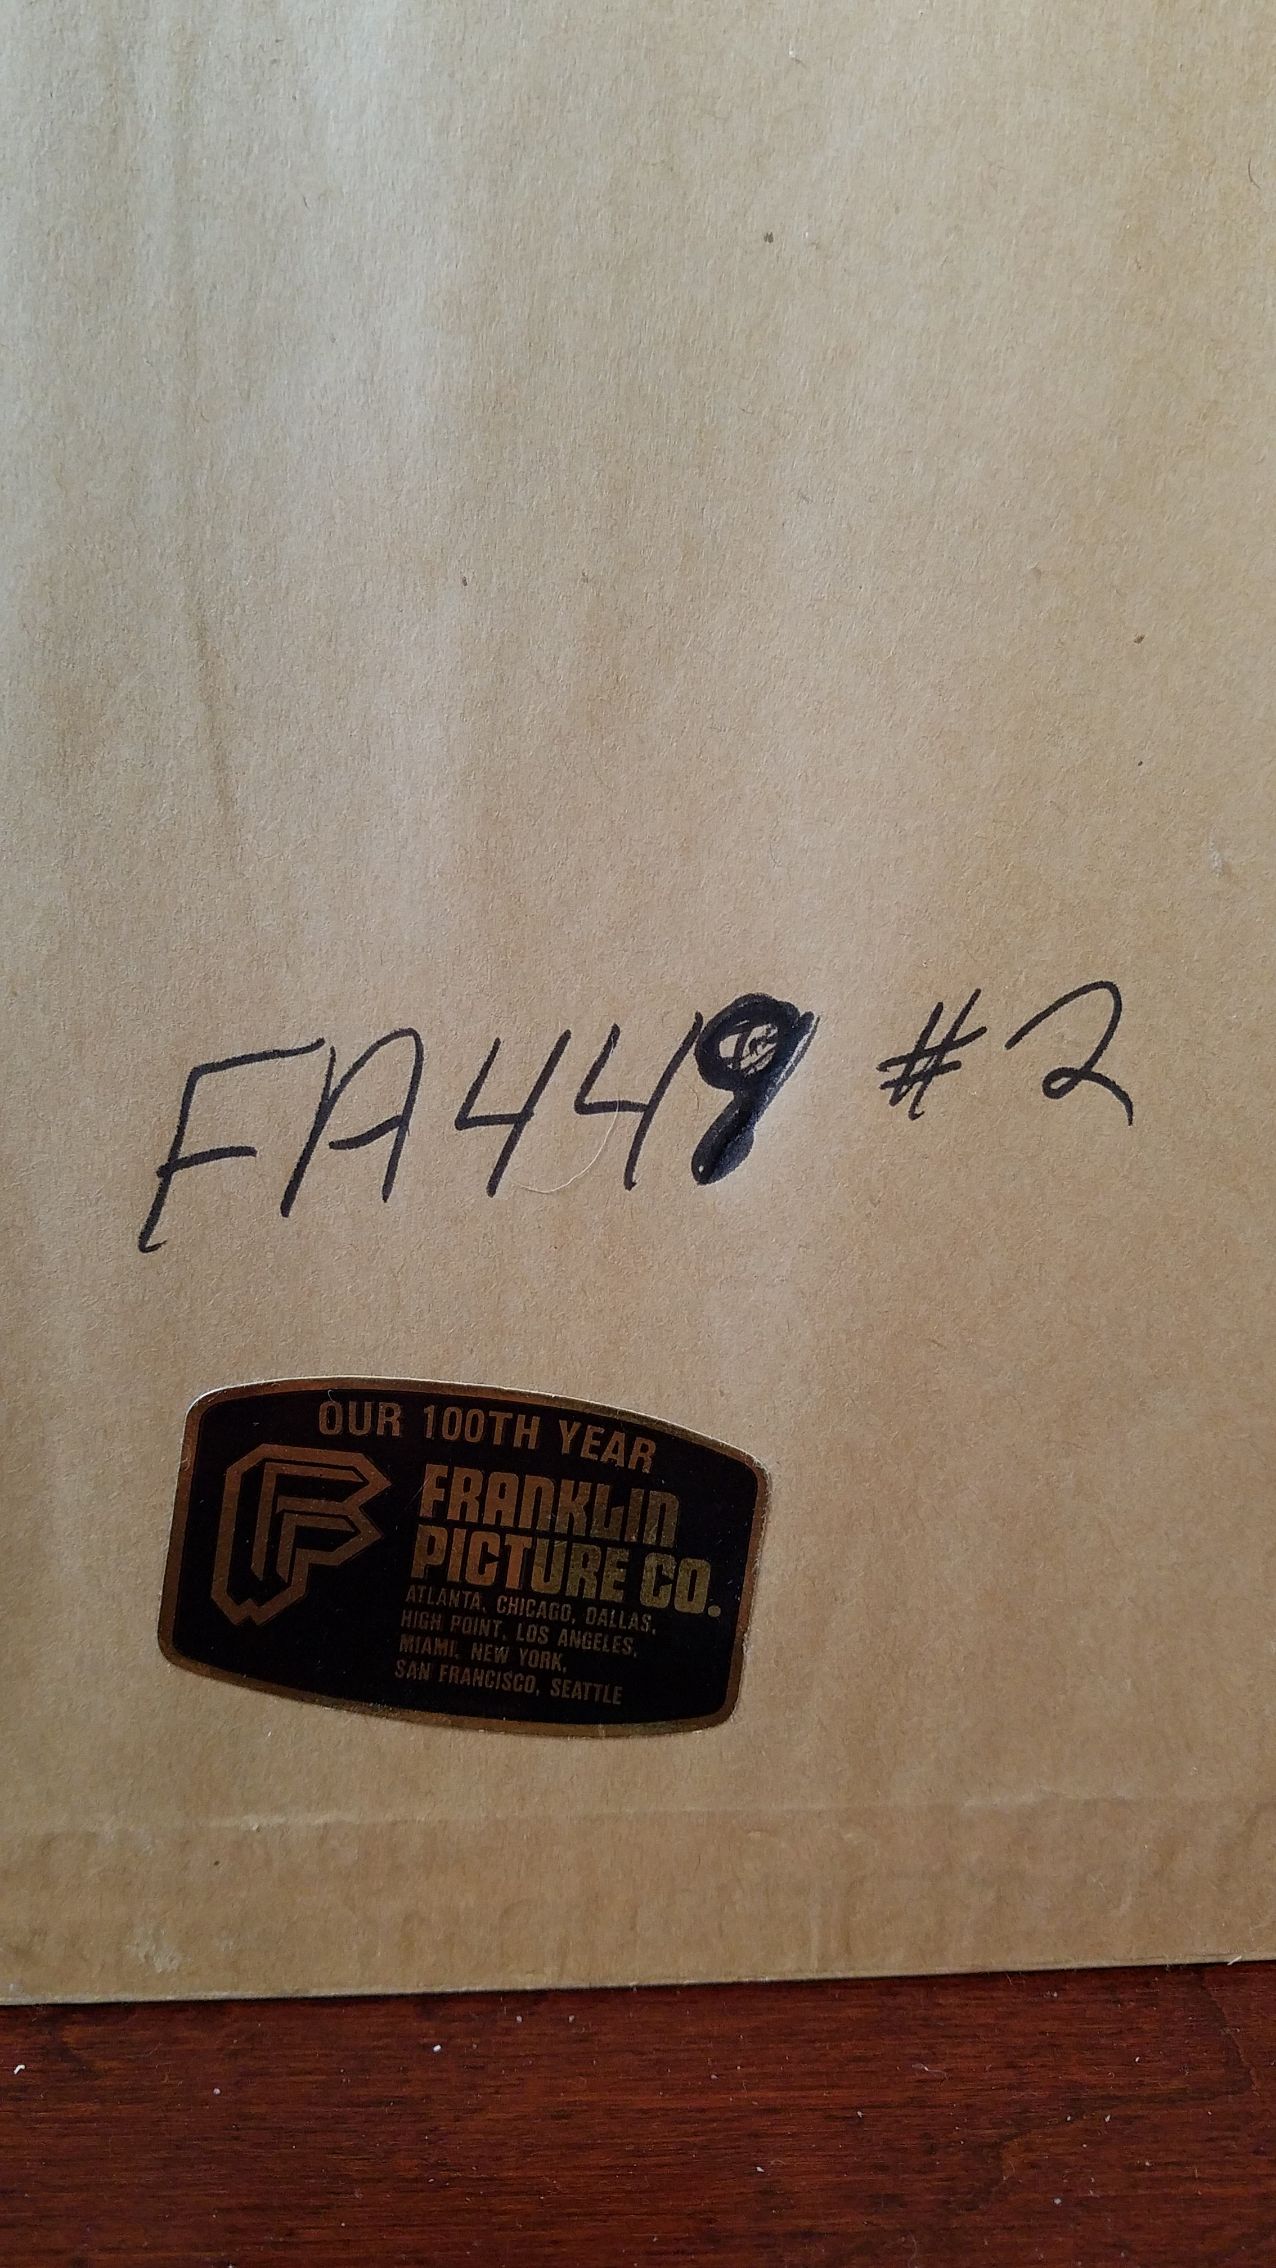 FA448 #2
OUR 100TH YEAR
FRANKLIN
PICTURE CO.
ATLANTA, CHICAGO, DALLAS,
HIGH POINT, LOS ANGELES,
MIAMI, NEW YORK,
SAN FRANCISCO, SEATTLE